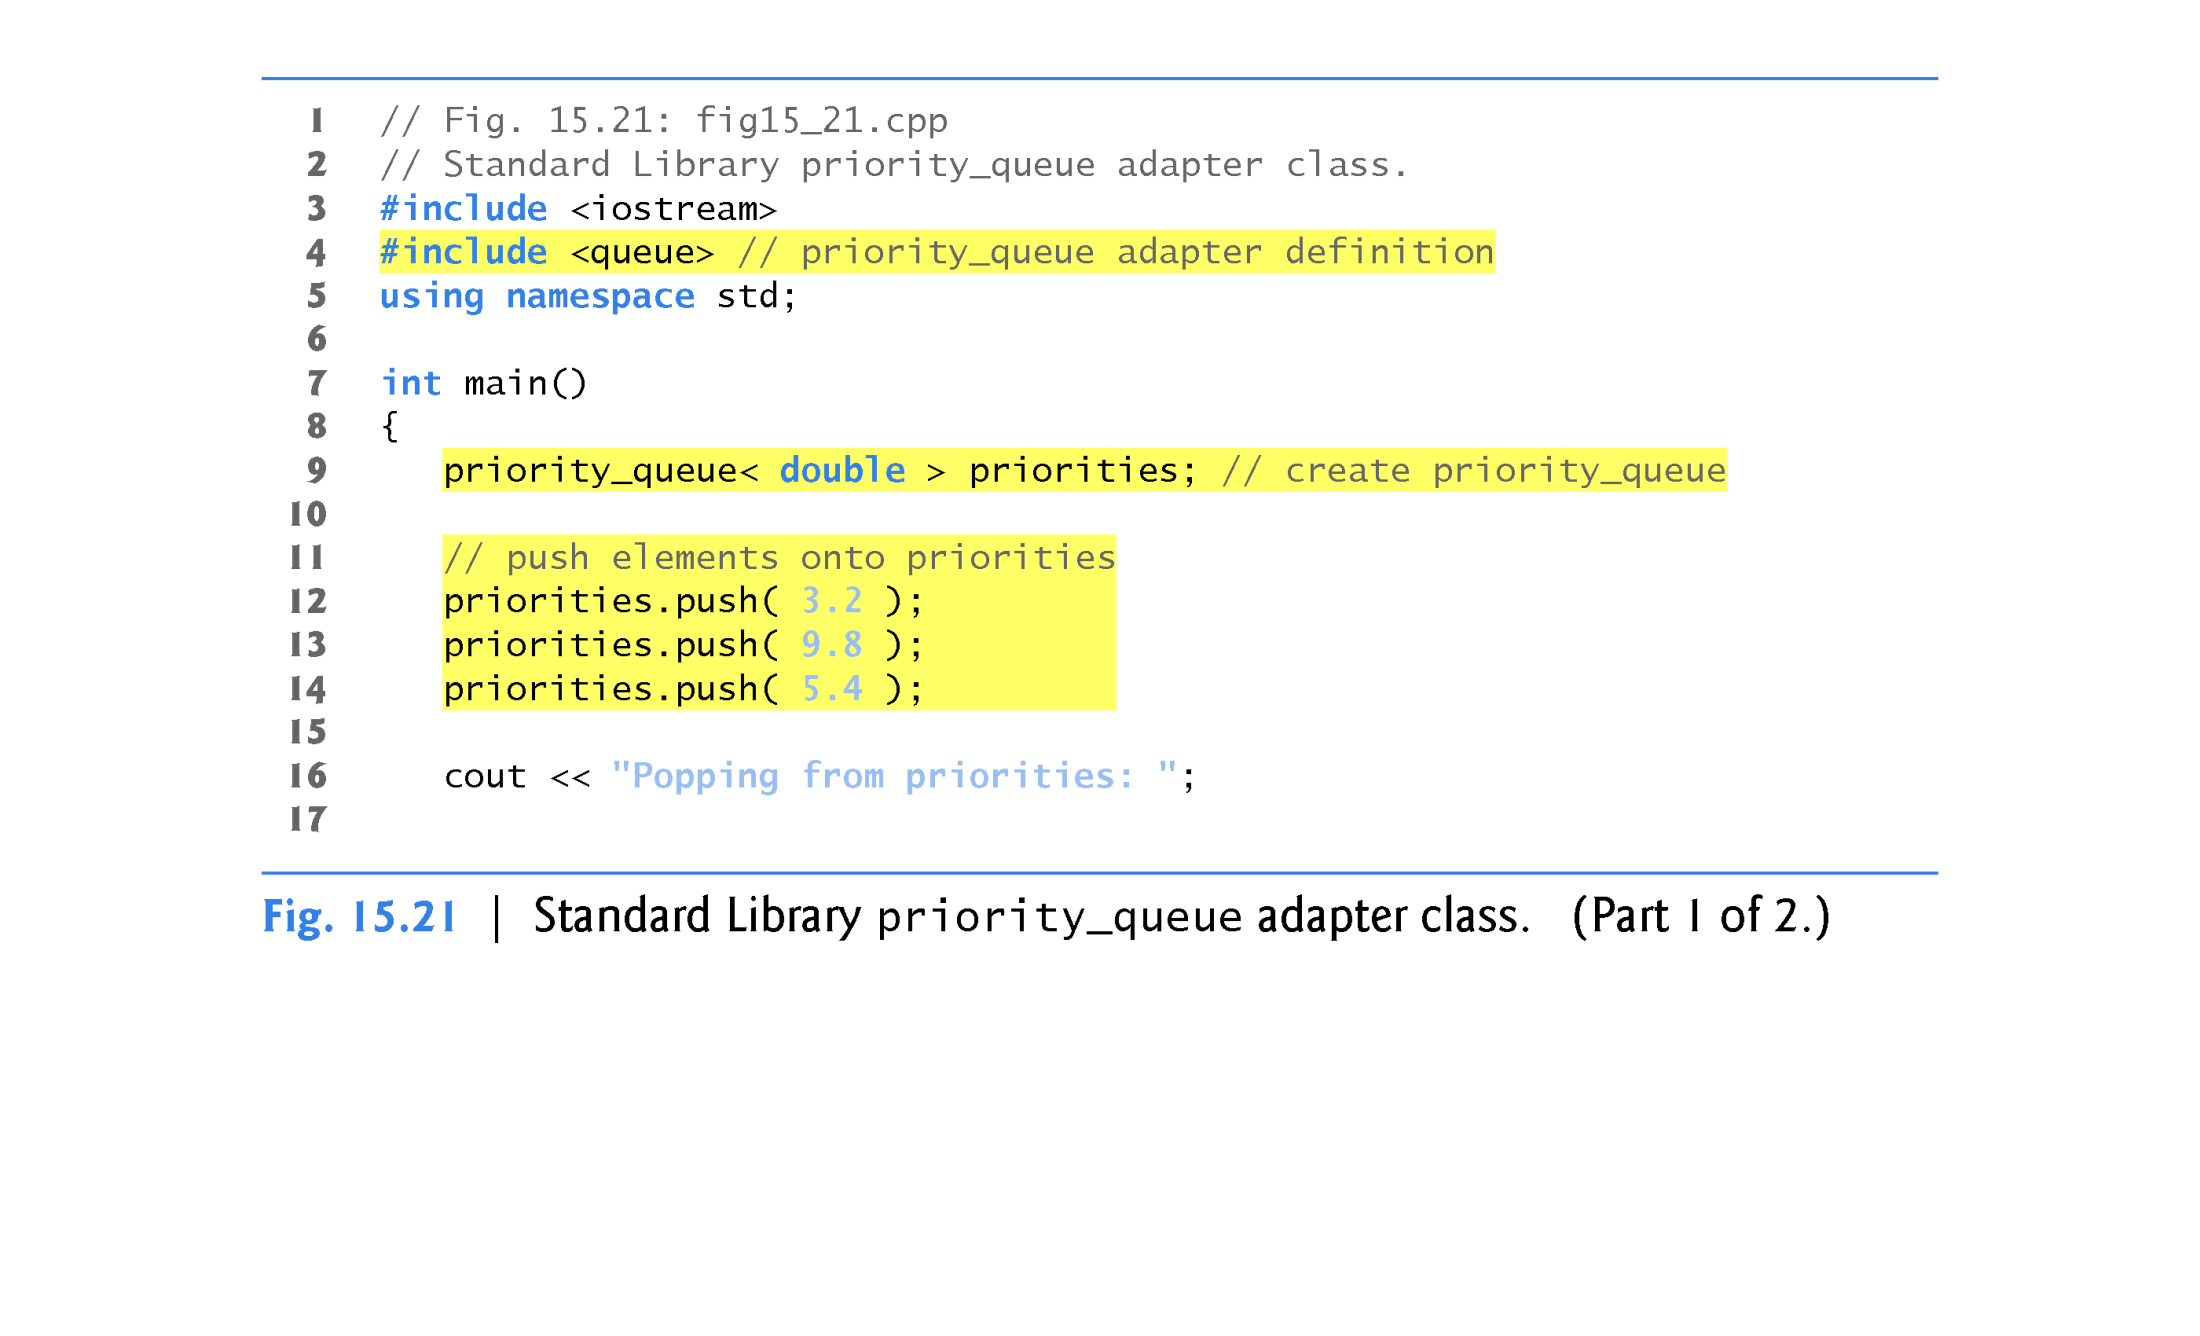 1 // Fig. 15.21: fig15_21.cpp
2 // Standard Library priority_queue adapter class.
3 #include <iostream>
4 #include <queue> // priority_queue adapter definition
5 using namespace std;
6
7 int main()
8 {
9 priority_queue< double > priorities; // create priority_queue
10
11 // push elements onto priorities
12 priorities.push( 3.2 );
13 priorities.push( 9.8 );
14 priorities.push( 5.4 );
15
16 cout << "Popping from priorities: ";
17
Fig. 15.21 | Standard Library priority_queue adapter class. (Part 1 of 2.)